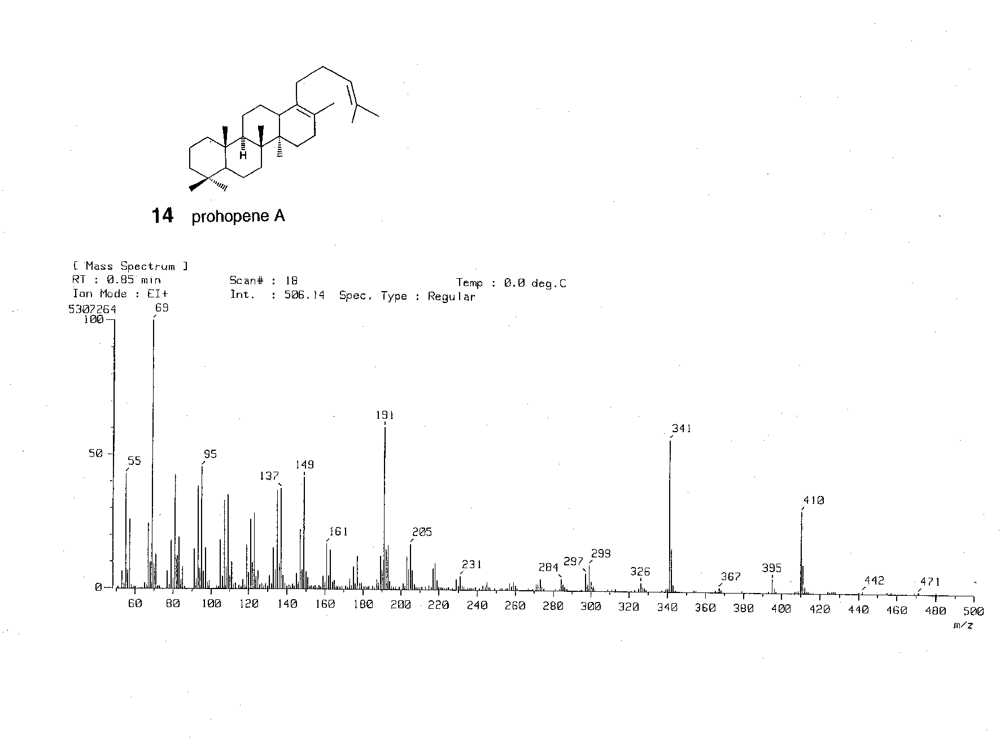 H
14 prohopene A
[ Mass Spectrum ]
RT : 0.85 min Scan# : 18 Temp : 0.0 deg.C
Ion Mode : EI+ Int. : 506.14 Spec. Type : Regular
5307264 69
100
191
341
50 55 95 149
137
410
161 205
231 284 297 299 326 367 395 442 471
0
60 80 100 120 140 160 180 200 220 240 260 280 300 320 340 360 380 400 420 440 460 480 500
m/z